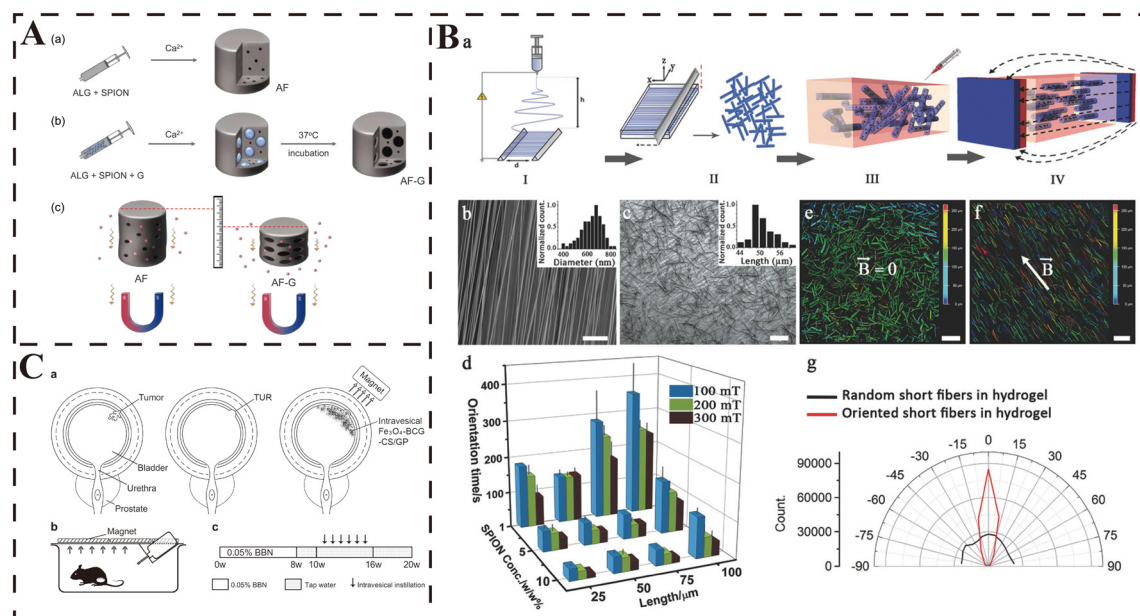 A
(a)
Ca²⁺
ALG + SPION
AF
(b)
Ca²⁺
37ºC
incubation
ALG + SPION + G
AF-G
(c)
AF
AF-G
B
a
h
d
x
y
z
I
II
III
IV
b
Normalized count.
400 600 800
Diameter (nm)
c
Normalized count.
44 50 56
Length (μm)
e
B = 0
f
B
d
Orientation time/s
400
300
200
100
1
100 mT
200 mT
300 mT
SPION Conc./w/w%
1
5
10
25
50
75
100
Length/μm
g
Random short fibers in hydrogel
Oriented short fibers in hydrogel
Count.
90000
60000
30000
0
-90
-75
-60
-45
-30
-15
0
15
30
45
60
75
90
C
a
Tumor
Bladder
Urethra
Prostate
TUR
Magnet
Intravesical
Fe₃O₄-BCG
-CS/GP
b
Magnet
c
0.05% BBN
0w 8w 10w 16w 20w
0.05% BBN Tap water Intravesical instillation